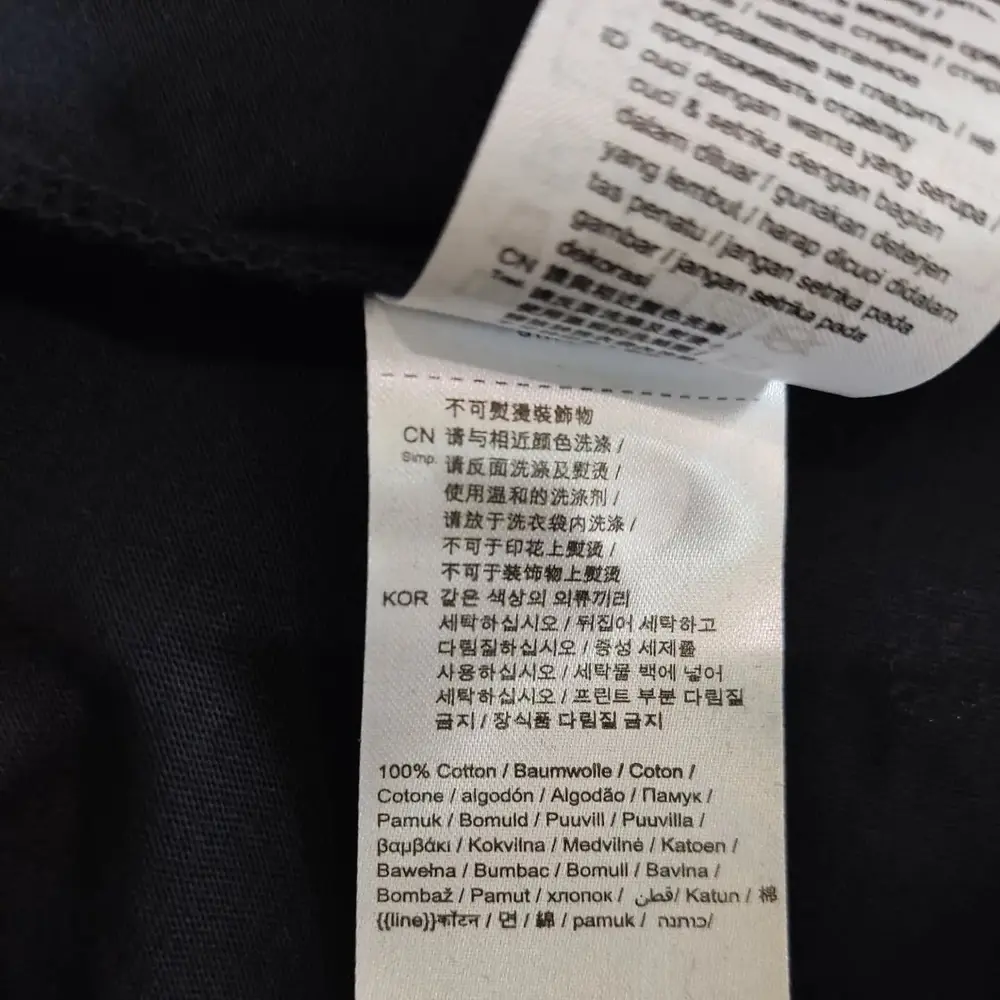 изображение не гладить / не
проглаживать отделку
ID cuci dengan warna yang serupa /
cuci & setrika dengan bagian
dalam diluar / gunakan deterjen
yang lembut / harap dicuci didalam
tas penatu / jangan setrika pada
gambar / jangan setrika pada
dekorasi
CN
Trad.
不可熨燙裝飾物
CN 请与相近颜色洗涤 /
Simp. 请反面洗涤及熨烫 /
使用温和的洗涤剂 /
请放于洗衣袋内洗涤 /
不可于印花上熨烫 /
不可于装饰物上熨烫
KOR 같은 색상의 의류끼리
세탁하십시오 / 뒤집어 세탁하고
다림질하십시오 / 중성 세제를
사용하십시오 / 세탁물 백에 넣어
세탁하십시오 / 프린트 부분 다림질
금지 / 장식품 다림질 금지
100% Cotton / Baumwolle / Coton /
Cotone / algodón / Algodão / Памук /
Pamuk / Bomuld / Puuvill / Puuvilla /
βαμβάκι / Kokvilna / Medvilnė / Katoen /
Bawełna / Bumbac / Bomull / Bavlna /
Bombaž / Pamut / хлопок / قطن / Katun / 棉
{{line}}कॉटन / 면 / 綿 / pamuk / כותנה/